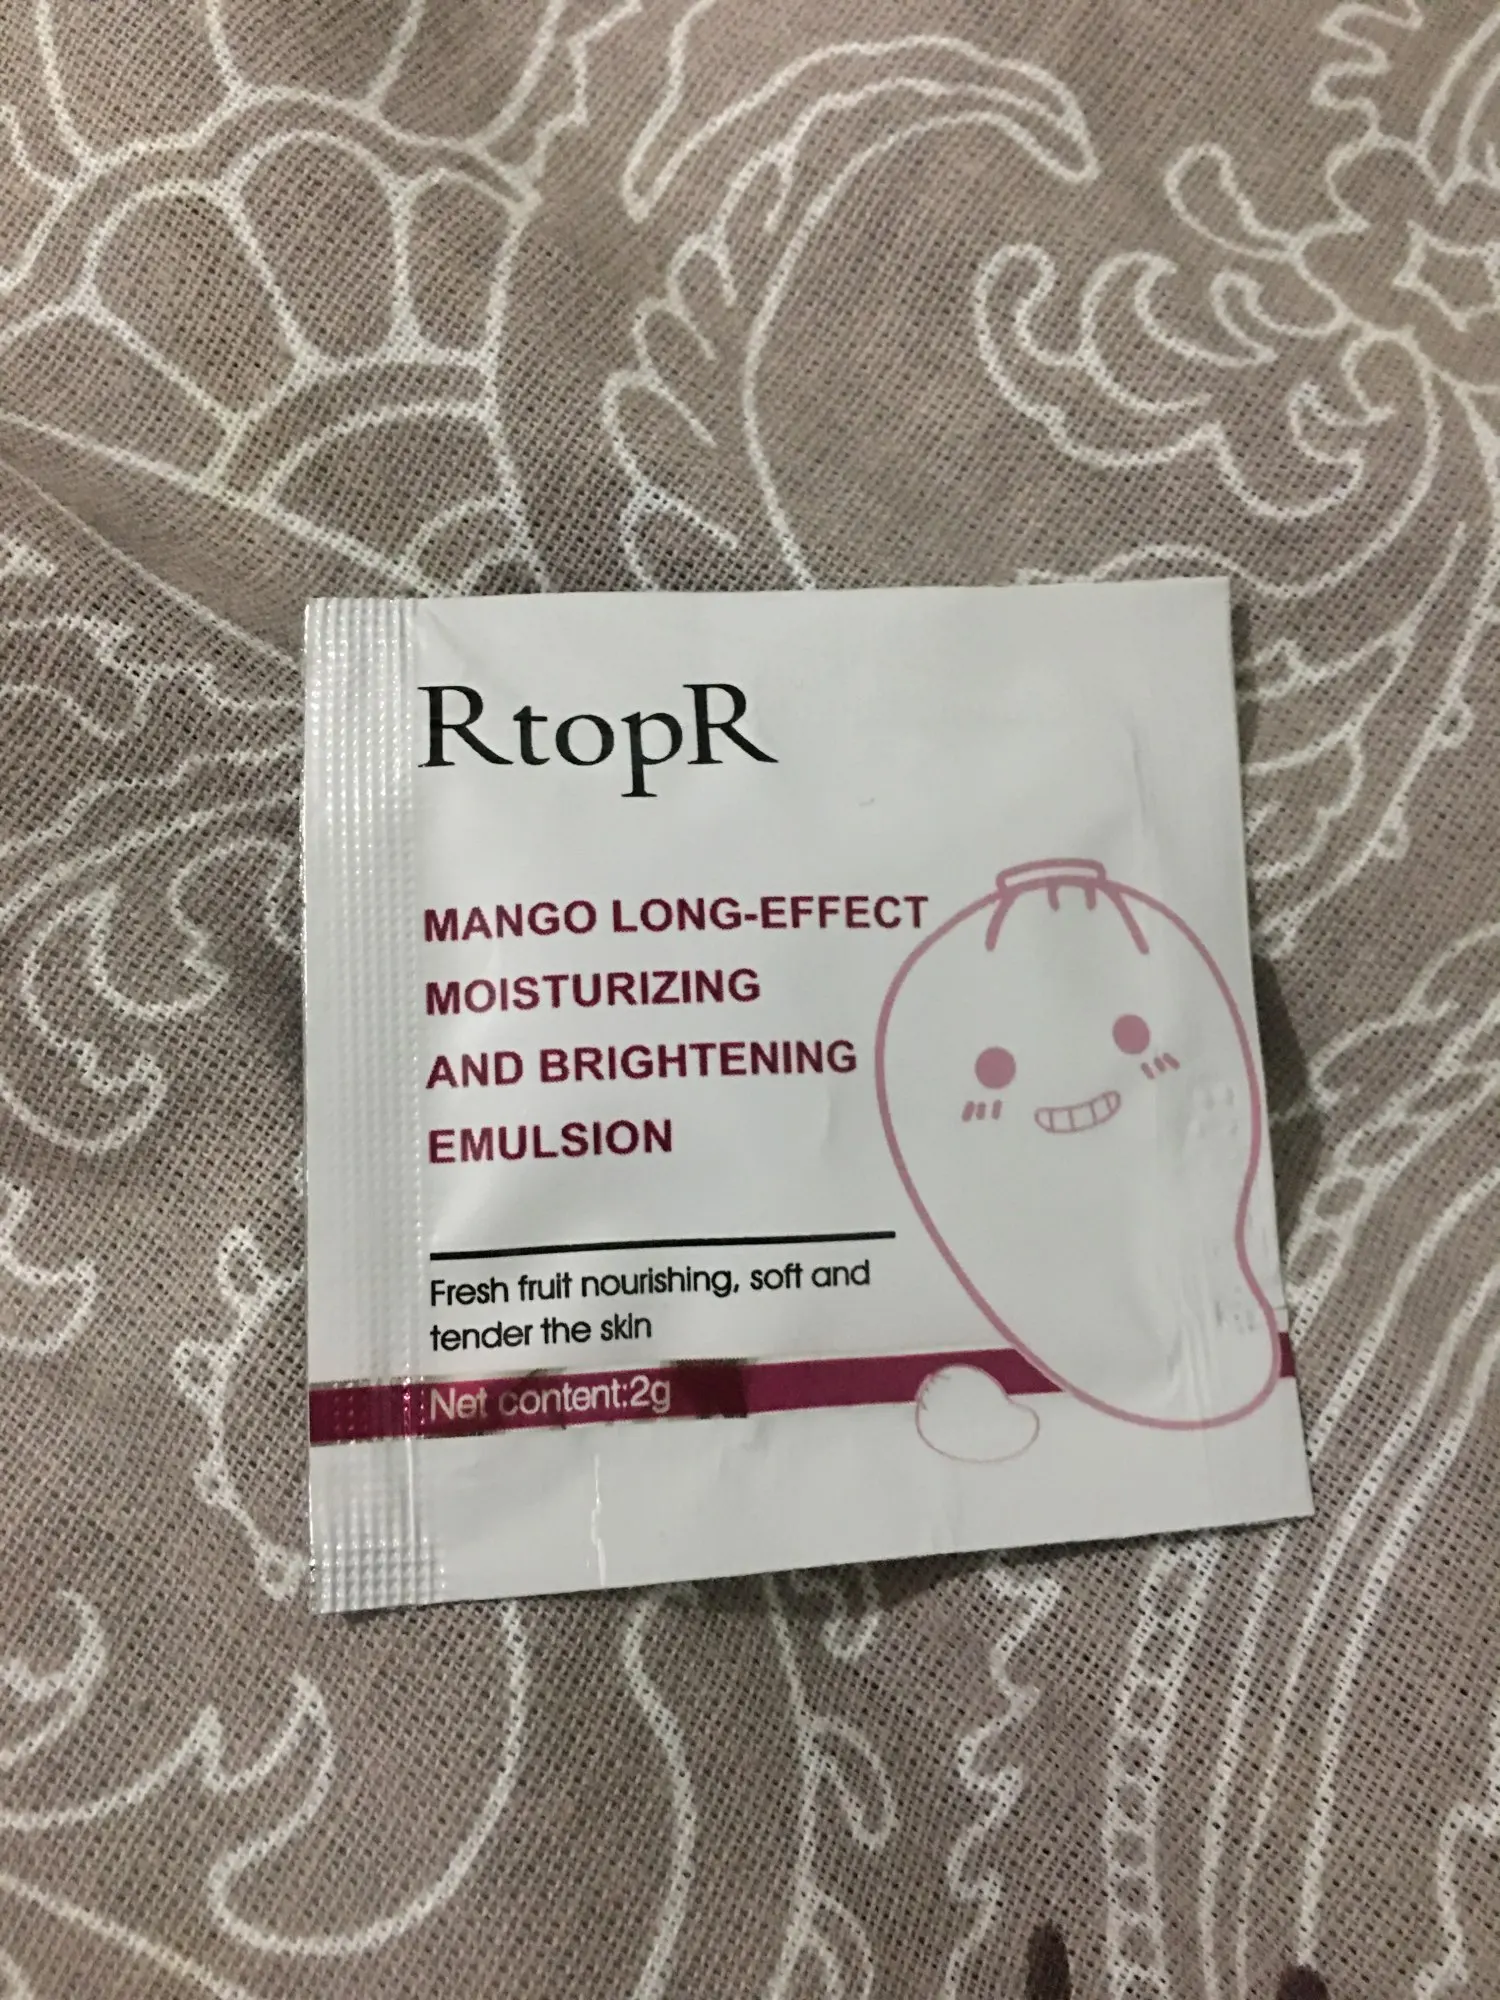 RtopR
MANGO LONG-EFFECT
MOISTURIZING
AND BRIGHTENING
EMULSION
Fresh fruit nourishing, soft and
tender the skin
Net content:2g